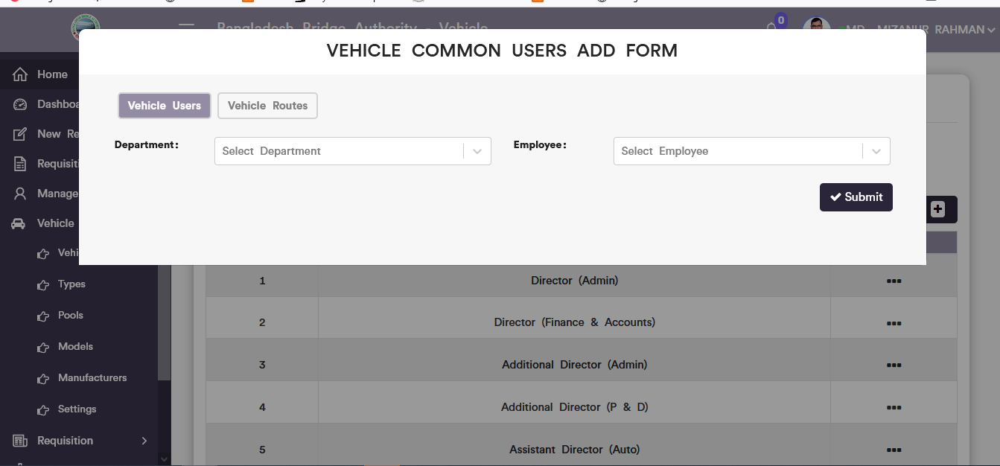 Bangladesh Bridge Authority - Vehicle
0
MD. MIZANUR RAHMAN
VEHICLE COMMON USERS ADD FORM
Vehicle Users
Vehicle Routes
Department:
Select Department
Employee:
Select Employee
Submit
Home
Dashboa
New Re
Requisiti
Manage
Vehicle
Vehi
Types
Pools
Models
Manufacturers
Settings
Requisition
1 Director (Admin)
2 Director (Finance & Accounts)
3 Additional Director (Admin)
4 Additional Director (P & D)
5 Assistant Director (Auto)